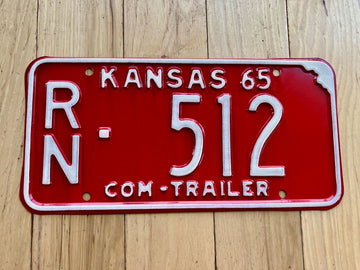 KANSAS 65
RN - 512
COM-TRAILER